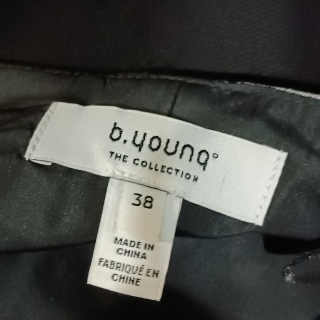 b.young°
THE COLLECTION
38
MADE IN
CHINA
FABRIQUÉ EN
CHINE